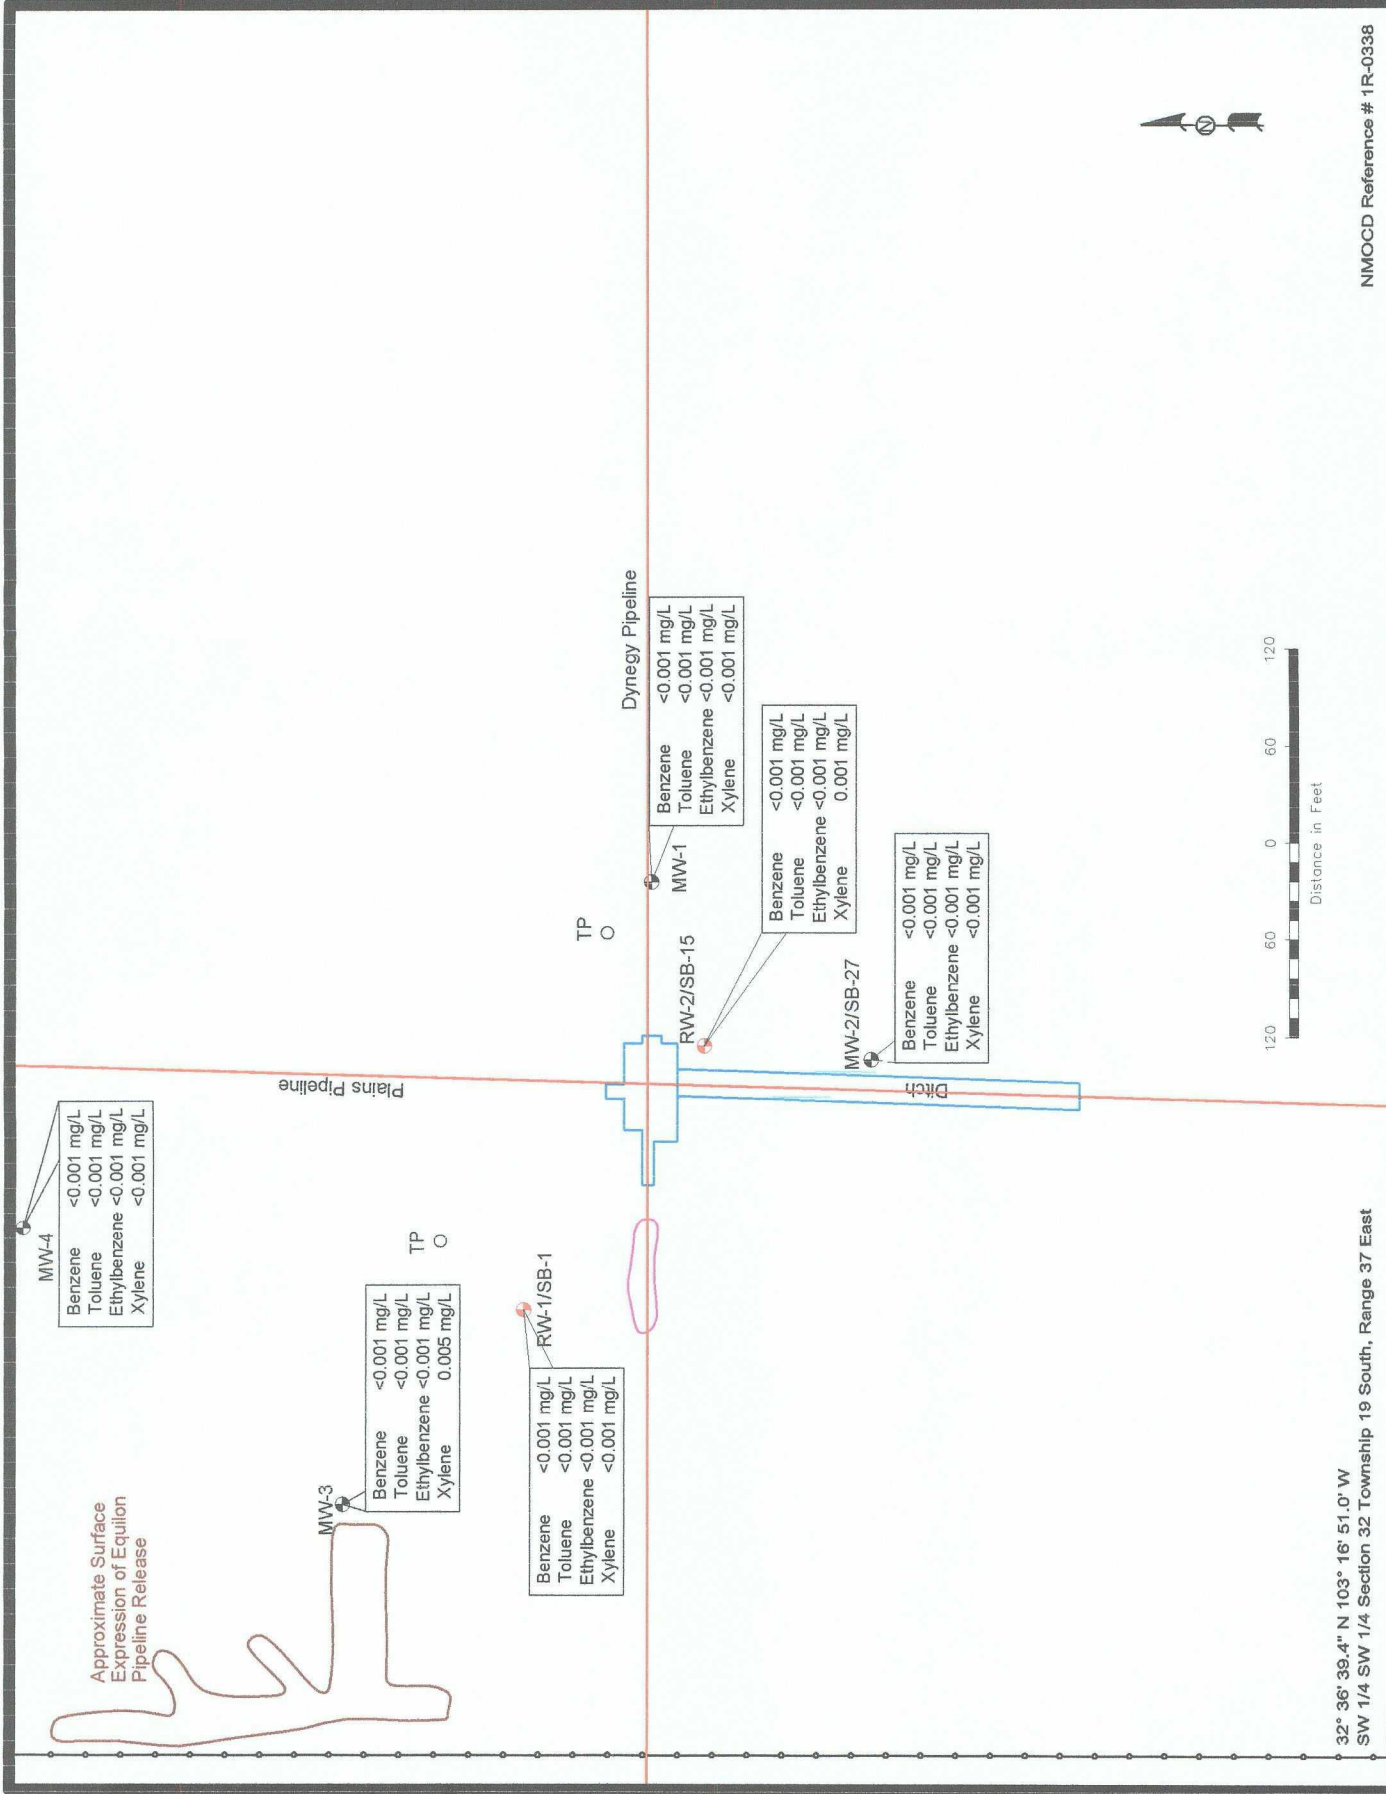 MW-4
Benzene <0.001 mg/L
Toluene <0.001 mg/L
Ethylbenzene <0.001 mg/L
Xylene <0.001 mg/L
Approximate Surface
Expression of Equilon
Pipeline Release
MW-3
Benzene <0.001 mg/L
Toluene <0.001 mg/L
Ethylbenzene <0.001 mg/L
Xylene 0.005 mg/L
TP
Plains Pipeline
RW-1/SB-1
Benzene <0.001 mg/L
Toluene <0.001 mg/L
Ethylbenzene <0.001 mg/L
Xylene <0.001 mg/L
TP
Dynegy Pipeline
MW-1
Benzene <0.001 mg/L
Toluene <0.001 mg/L
Ethylbenzene <0.001 mg/L
Xylene <0.001 mg/L
RW-2/SB-15
Benzene <0.001 mg/L
Toluene <0.001 mg/L
Ethylbenzene <0.001 mg/L
Xylene 0.001 mg/L
MW-2/SB-27
Benzene <0.001 mg/L
Toluene <0.001 mg/L
Ethylbenzene <0.001 mg/L
Xylene <0.001 mg/L
Ditch
N
120 60 0 60 120
Distance in Feet
32° 36' 39.4" N 103° 16' 51.0' W
SW 1/4 SW 1/4 Section 32 Township 19 South, Range 37 East
NMOCD Reference # 1R-0338